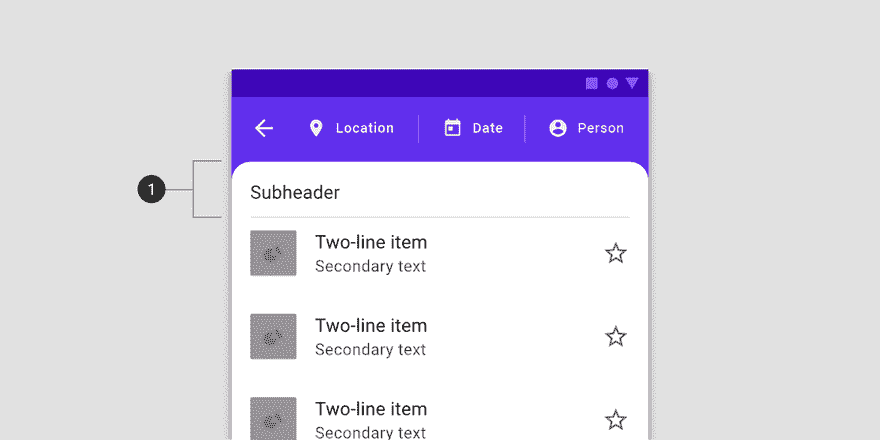 Location Date Person
1
Subheader
Two-line item
Secondary text
Two-line item
Secondary text
Two-line item
Secondary text